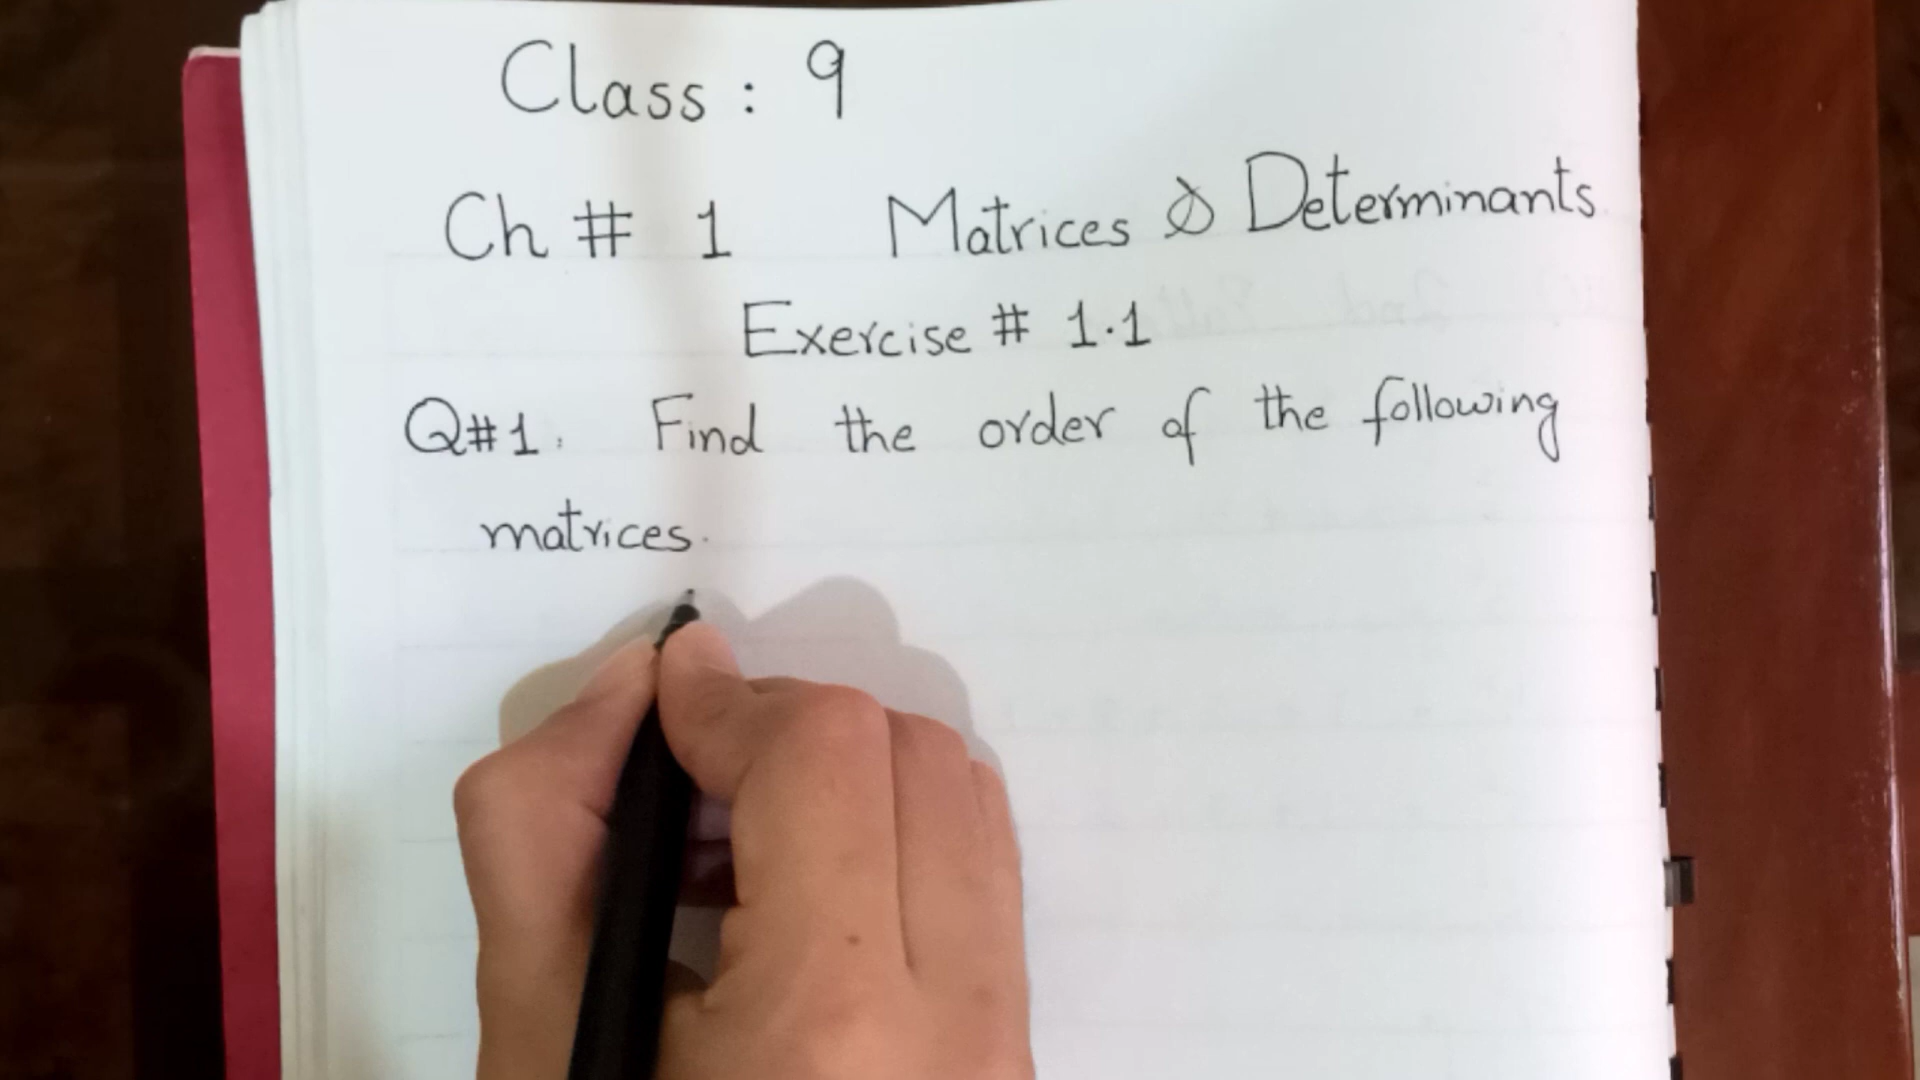 Class : 9
Ch # 1 Matrices & Determinants
Exercise # 1.1
Q#1. Find the order of the following
matrices.